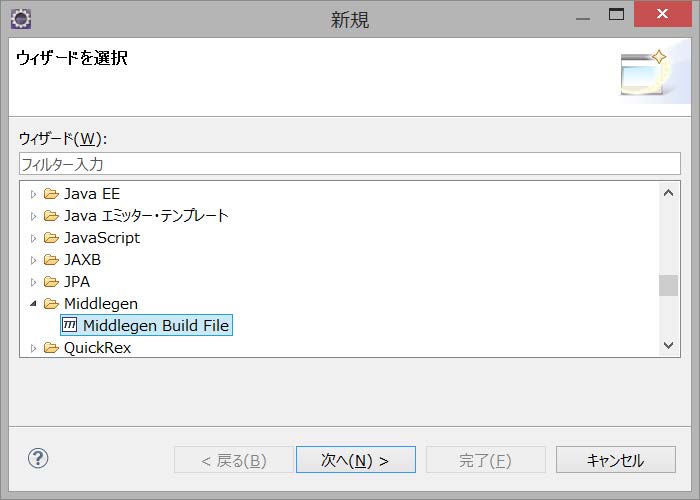 新規
ウィザードを選択
ウィザード(W):
フィルター入力
Java EE
Java エミッター・テンプレート
JavaScript
JAXB
JPA
Middlegen
Middlegen Build File
QuickRex
< 戻る(B) 次へ(N) > 完了(F) キャンセル